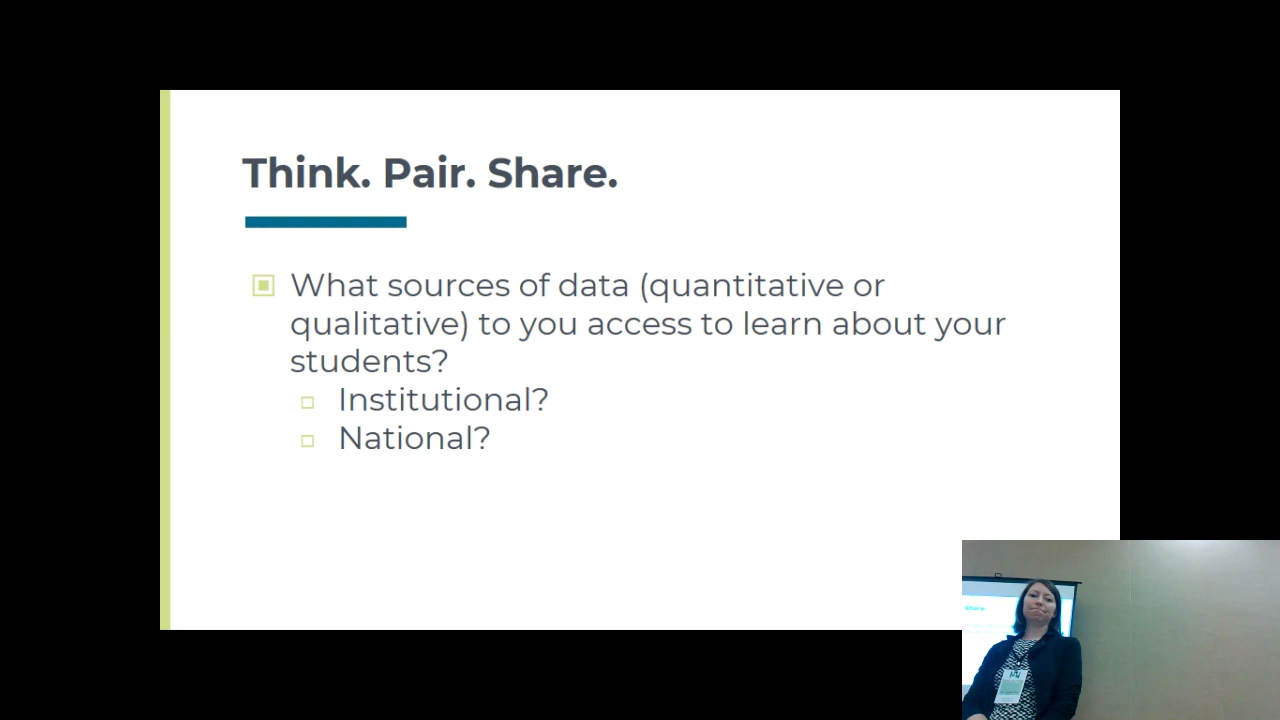 Think. Pair. Share.
What sources of data (quantitative or
qualitative) to you access to learn about your
students?
Institutional?
National?
Share